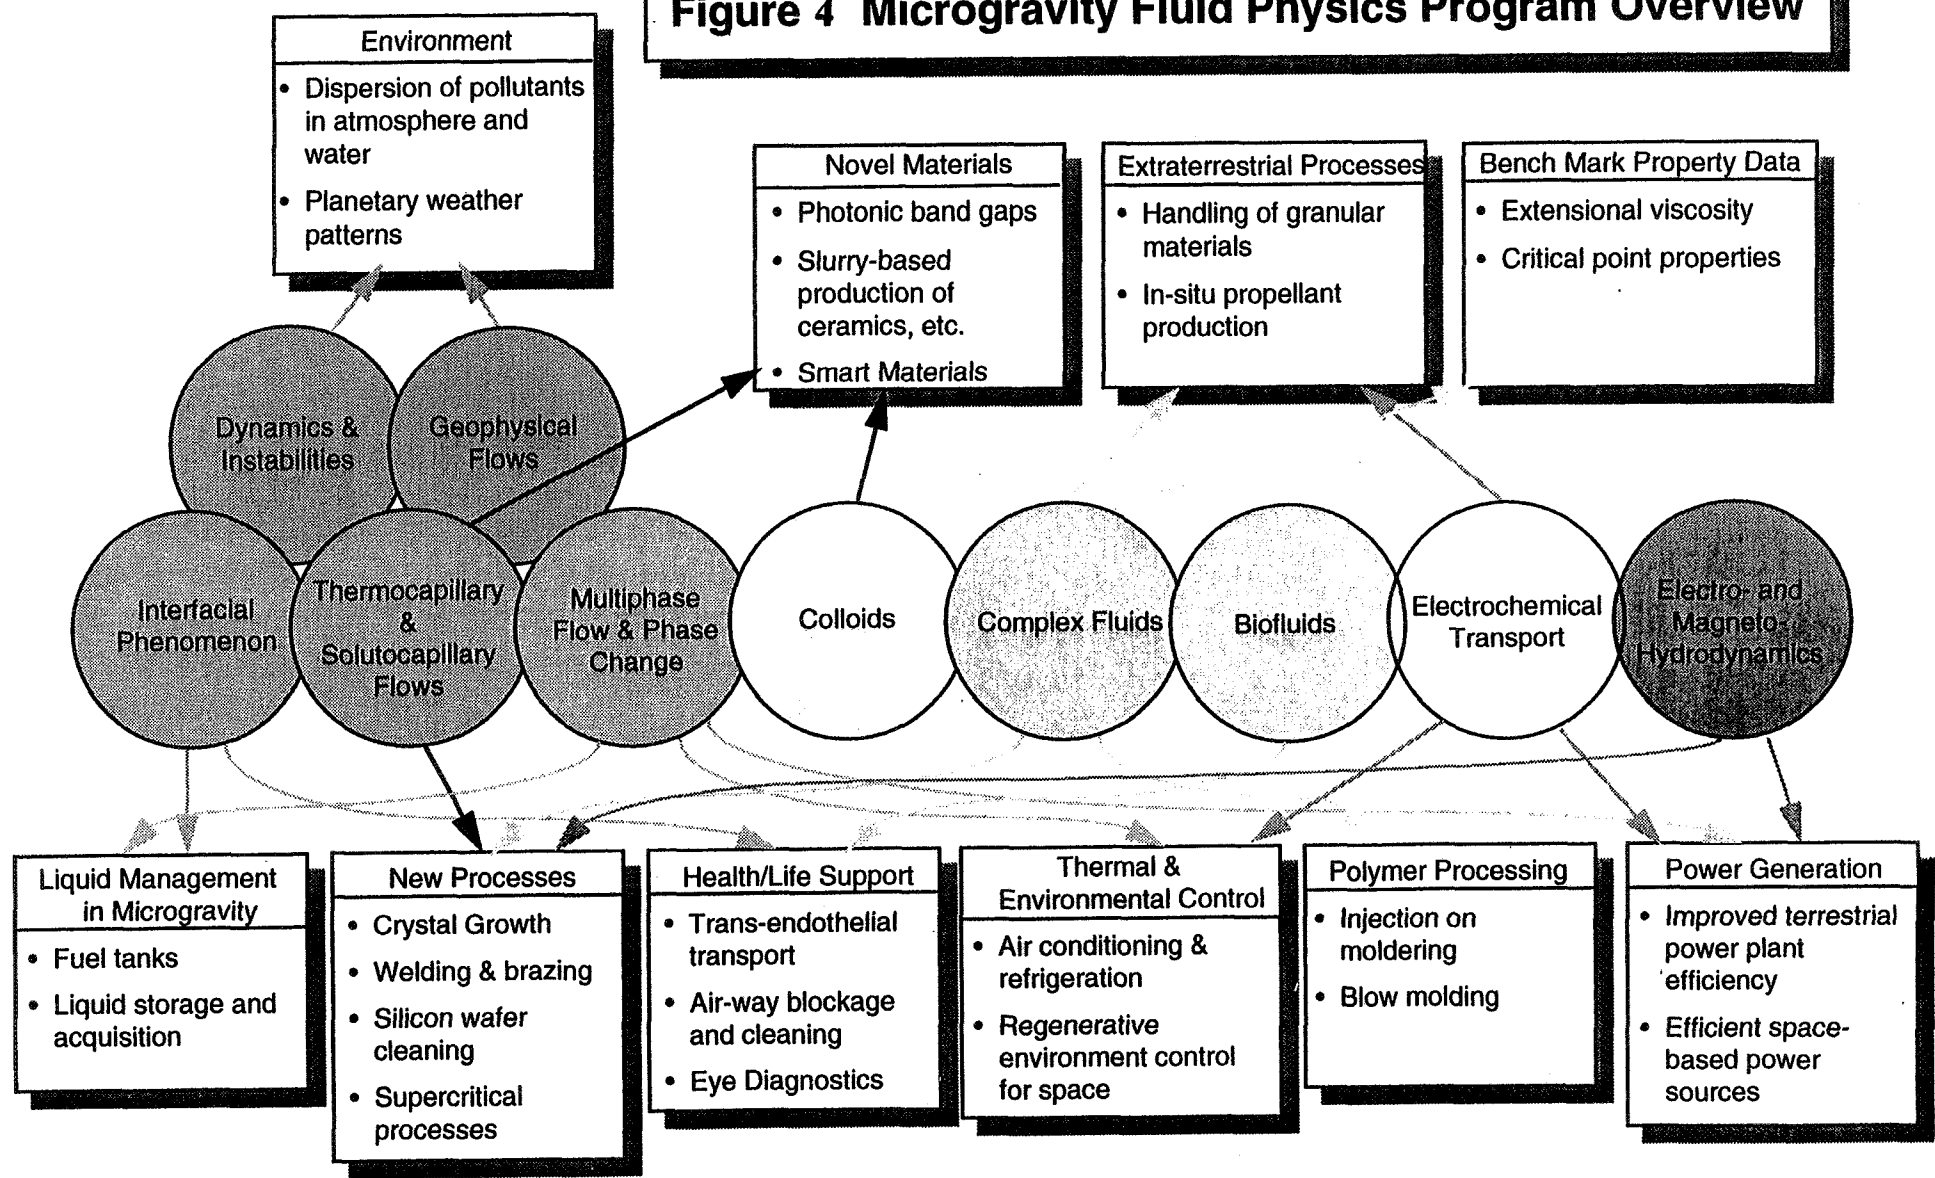 Figure 4 Microgravity Fluid Physics Program Overview
Environment
• Dispersion of pollutants
in atmosphere and
water
• Planetary weather
patterns
Novel Materials
• Photonic band gaps
• Slurry-based
production of
ceramics, etc.
• Smart Materials
Extraterrestrial Processes
• Handling of granular
materials
• In-situ propellant
production
Bench Mark Property Data
• Extensional viscosity
• Critical point properties
Dynamics &
Instabilities
Geophysical
Flows
Interfacial
Phenomenon
Thermocapillary
&
Solutocapillary
Flows
Multiphase
Flow & Phase
Change
Colloids
Complex Fluids
Biofluids
Electrochemical
Transport
Electro- and
Magneto-
Hydrodynamics
Liquid Management
in Microgravity
• Fuel tanks
• Liquid storage and
acquisition
New Processes
• Crystal Growth
• Welding & brazing
• Silicon wafer
cleaning
• Supercritical
processes
Health/Life Support
• Trans-endothelial
transport
• Air-way blockage
and cleaning
• Eye Diagnostics
Thermal &
Environmental Control
• Air conditioning &
refrigeration
• Regenerative
environment control
for space
Polymer Processing
• Injection on
moldering
• Blow molding
Power Generation
• Improved terrestrial
power plant
efficiency
• Efficient space-
based power
sources